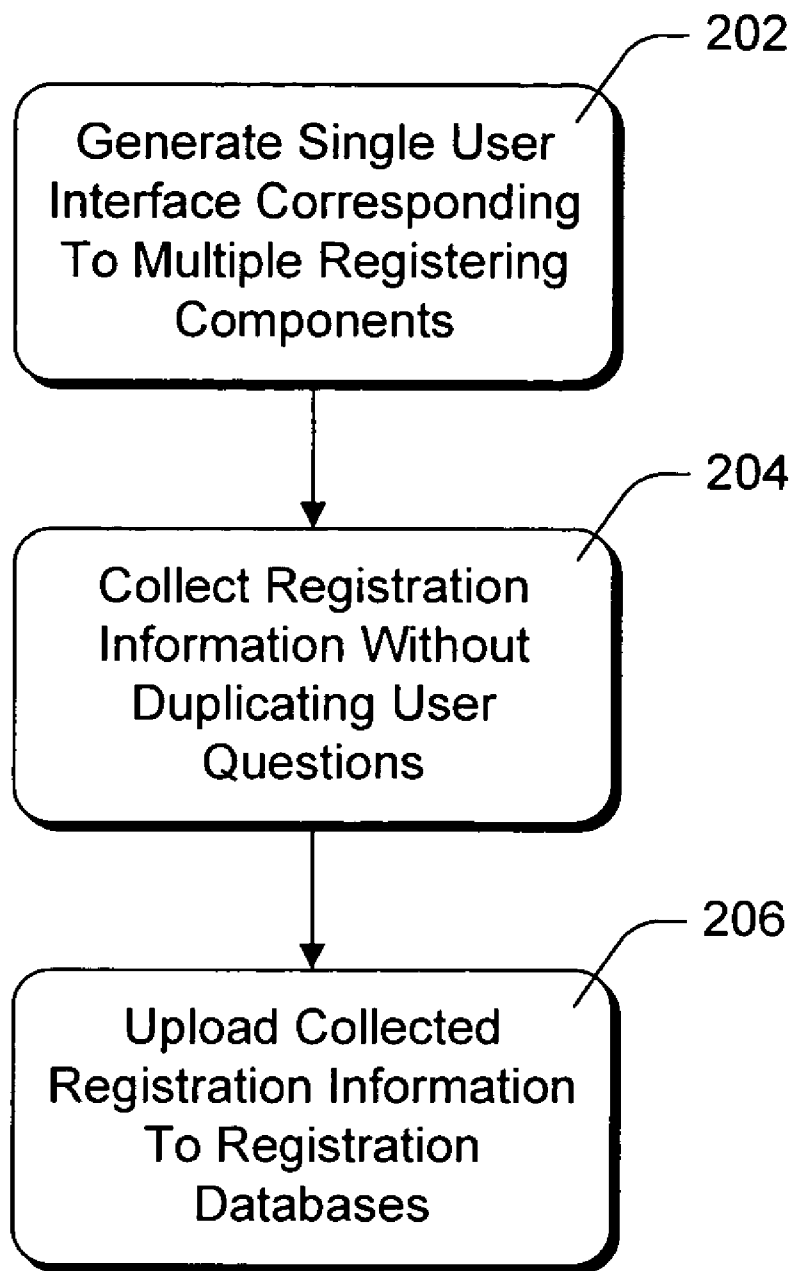 202
Generate Single User
Interface Corresponding
To Multiple Registering
Components
204
Collect Registration
Information Without
Duplicating User
Questions
206
Upload Collected
Registration Information
To Registration
Databases